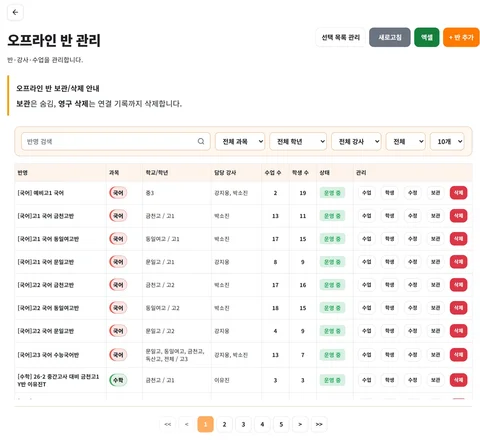 오프라인 반 관리
선택 목록 관리 새로고침 엑셀 + 반 추가
반·강사·수업을 관리합니다.
오프라인 반 보관/삭제 안내
보관은 숨김, 영구 삭제는 연결 기록까지 삭제합니다.
반명 검색 전체 과목 전체 학년 전체 강사 전체 10개
반명 과목 학교/학년 담당 강사 수업 수 학생 수 상태 관리
[국어] 예비고1 국어 국어 중3 강지웅, 박소진 2 19 운영 중 수업 학생 수정 보관 삭제
[국어]고1 국어 금천고반 국어 금천고 / 고1 박소진 13 11 운영 중 수업 학생 수정 보관 삭제
[국어]고1 국어 동일여고반 국어 동일여고 / 고1 박소진 17 15 운영 중 수업 학생 수정 보관 삭제
[국어]고1 국어 문일고반 국어 문일고 / 고1 강지웅 8 9 운영 중 수업 학생 수정 보관 삭제
[국어]고2 국어 금천고반 국어 금천고 / 고2 박소진 17 16 운영 중 수업 학생 수정 보관 삭제
[국어]고2 국어 동일여고반 국어 동일여고 / 고2 박소진 16 15 운영 중 수업 학생 수정 보관 삭제
[국어]고2 국어 문일고반 국어 문일고 / 고2 강지웅 4 9 운영 중 수업 학생 수정 보관 삭제
[국어]고3 국어 수능국어반 국어 문일고, 동일여고, 금천고, 독산고, 전체 / 고3 강지웅, 박소진 13 7 운영 중 수업 학생 수정 보관 삭제
[수학] 26-2 중간고사 대비 금천고1 Y반 이유진T 수학 금천고 / 고1 이유진 3 3 운영 중 수업 학생 수정 보관 삭제
<< < 1 2 3 4 5 > >>